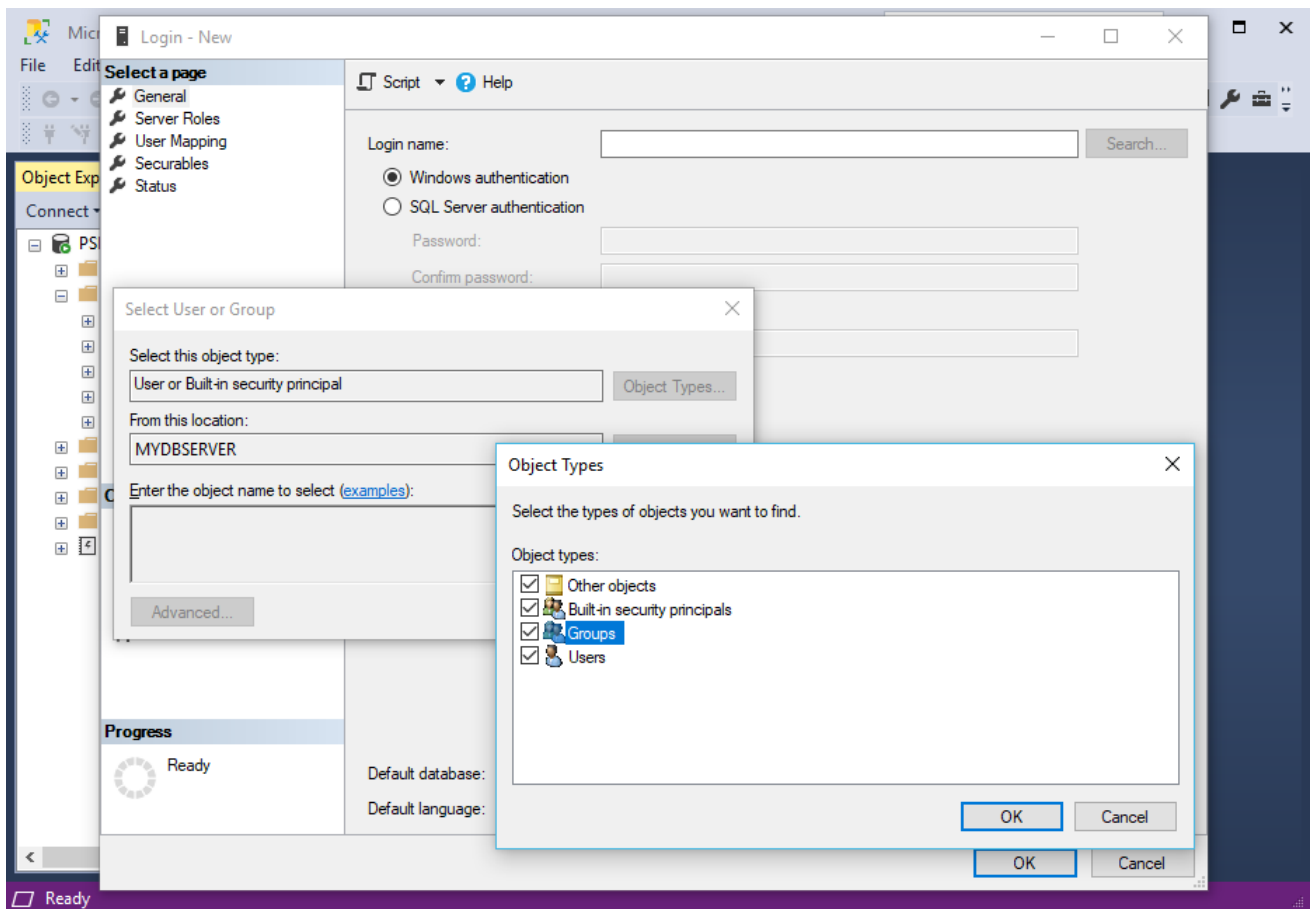 Login - New
File
Select a page
General
Server Roles
User Mapping
Securables
Status
Script
Help
Login name:
Search...
Windows authentication
SQL Server authentication
Password:
Confirm password:
Object
Connect
Select User or Group
Select this object type:
User or Built-in security principal
Object Types...
From this location:
MYDBSERVER
Enter the object name to select (examples):
Advanced...
Object Types
Select the types of objects you want to find.
Object types:
Other objects
Built-in security principals
Groups
Users
OK Cancel
Progress
Ready
Default database:
Default language:
OK Cancel
Ready